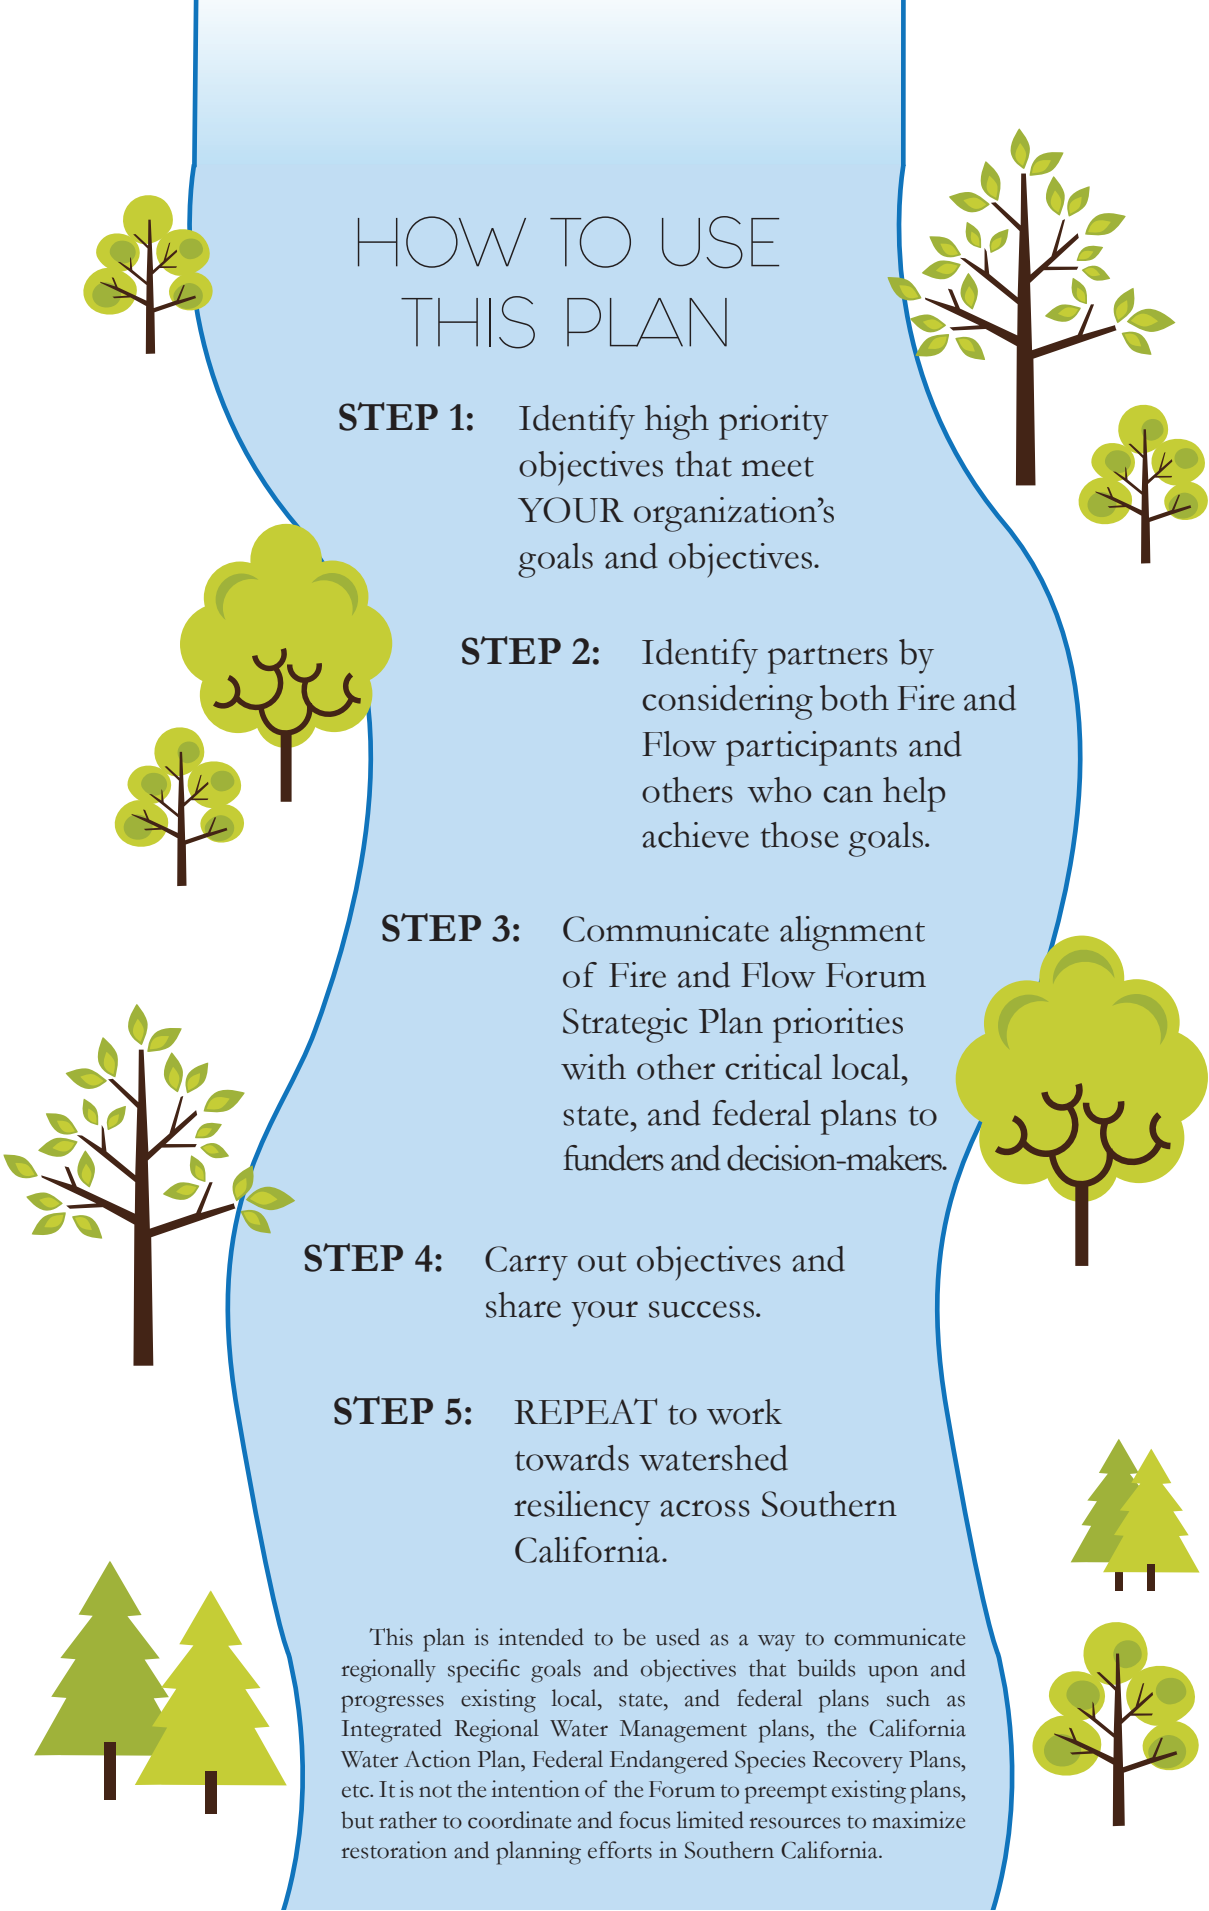 HOW TO USE
THIS PLAN
STEP 1: Identify high priority
objectives that meet
YOUR organization's
goals and objectives.
STEP 2: Identify partners by
considering both Fire and
Flow participants and
others who can help
achieve those goals.
STEP 3: Communicate alignment
of Fire and Flow Forum
Strategic Plan priorities
with other critical local,
state, and federal plans to
funders and decision-makers.
STEP 4: Carry out objectives and
share your success.
STEP 5: REPEAT to work
towards watershed
resiliency across Southern
California.
This plan is intended to be used as a way to communicate
regionally specific goals and objectives that builds upon and
progresses existing local, state, and federal plans such as
Integrated Regional Water Management plans, the California
Water Action Plan, Federal Endangered Species Recovery Plans,
etc. It is not the intention of the Forum to preempt existing plans,
but rather to coordinate and focus limited resources to maximize
restoration and planning efforts in Southern California.